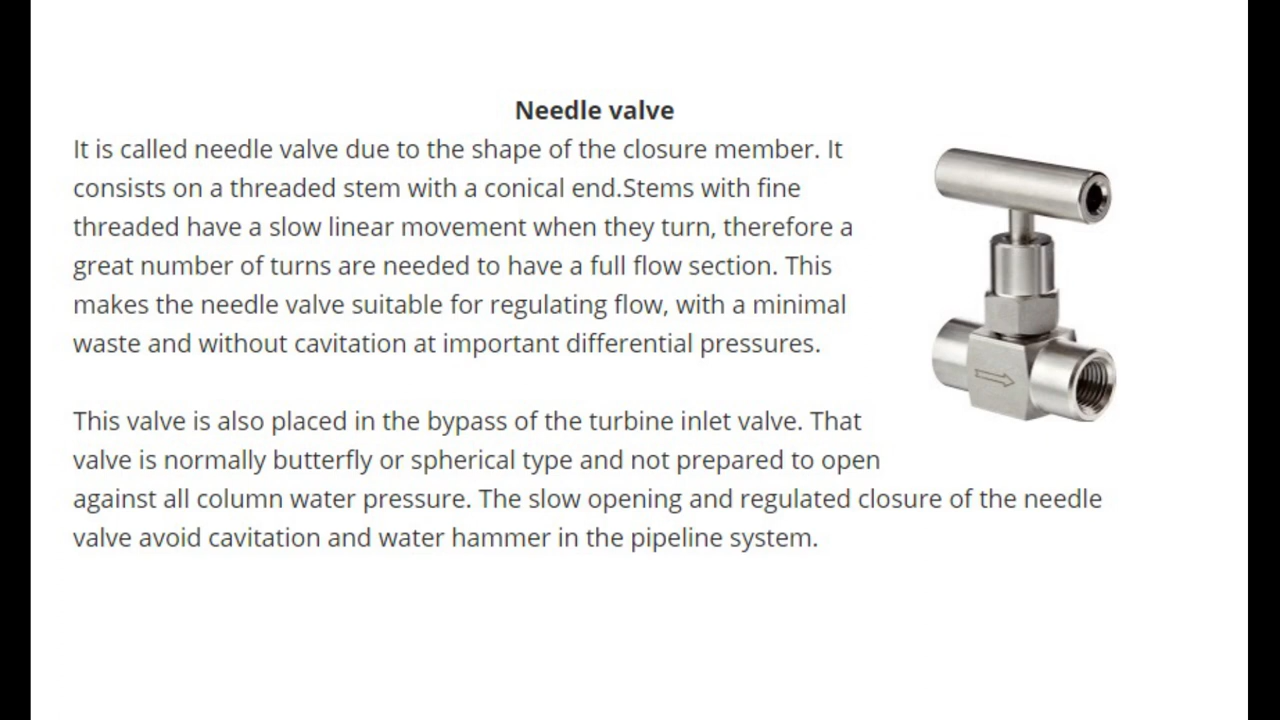 Needle valve
It is called needle valve due to the shape of the closure member. It
consists on a threaded stem with a conical end.Stems with fine
threaded have a slow linear movement when they turn, therefore a
great number of turns are needed to have a full flow section. This
makes the needle valve suitable for regulating flow, with a minimal
waste and without cavitation at important differential pressures.
This valve is also placed in the bypass of the turbine inlet valve. That
valve is normally butterfly or spherical type and not prepared to open
against all column water pressure. The slow opening and regulated closure of the needle
valve avoid cavitation and water hammer in the pipeline system.